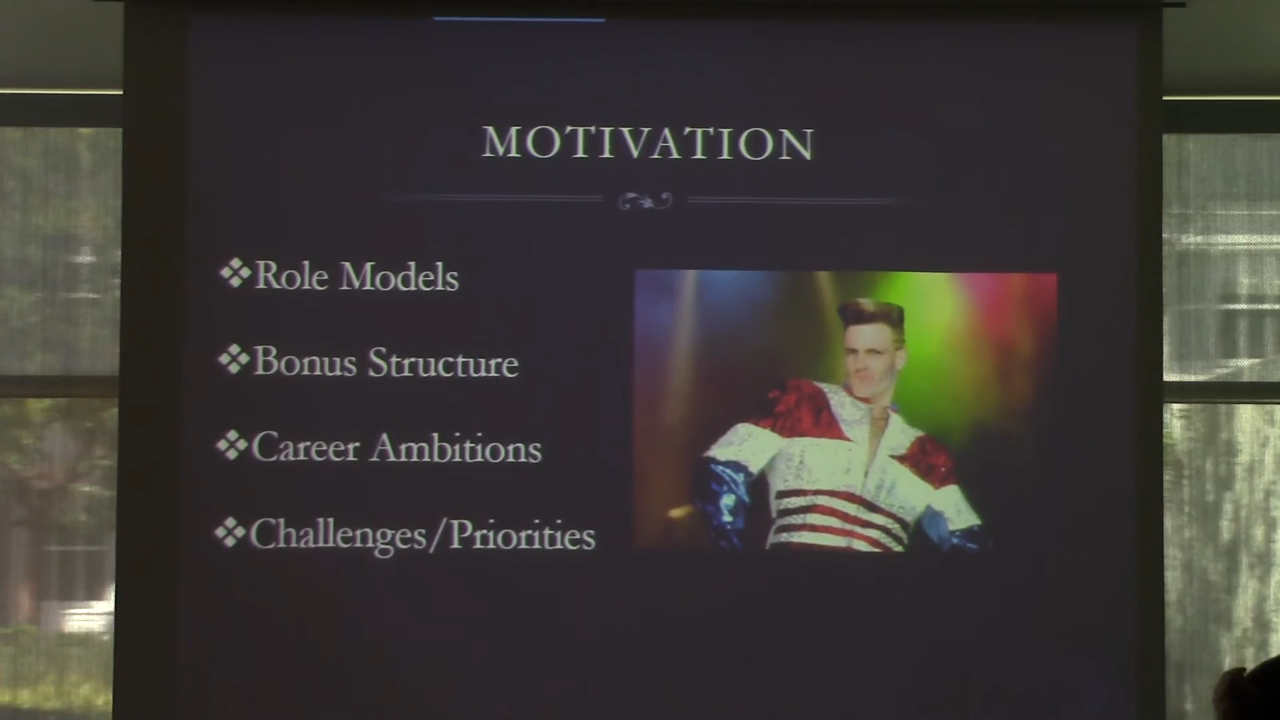 MOTIVATION
❖Role Models
❖Bonus Structure
❖Career Ambitions
❖Challenges/Priorities